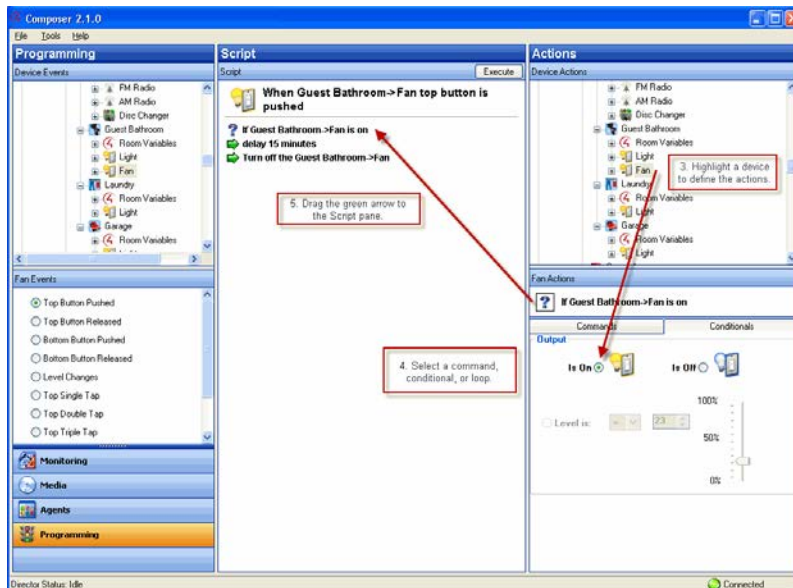 Composer 2.1.0
File Tools Help
Programming
Device Events
FM Radio
AM Radio
Disc Changer
Guest Bathroom
Room Variables
Light
Fan
Laundry
Room Variables
Light
Garage
Room Variables
Fan Events
Top Button Pushed
Top Button Released
Bottom Button Pushed
Bottom Button Released
Level Changes
Top Single Tap
Top Double Tap
Top Triple Tap
Monitoring
Media
Agents
Programming
Script
Script Execute
When Guest Bathroom->Fan top button is
pushed
If Guest Bathroom->Fan is on
delay 15 minutes
Turn off the Guest Bathroom->Fan
5. Drag the green arrow to
the Script pane.
4. Select a command,
conditional, or loop.
Actions
Device Actions
FM Radio
AM Radio
Disc Changer
Guest Bathroom
Room Variables
Light
Fan
Laundry
Room Variables
Light
Garage
Room Variables
Light
3. Highlight a device
to define the actions.
Fan Actions
If Guest Bathroom->Fan is on
Commands Conditionals
Output
Is On Is Off
Level is: 23
100%
50%
0%
Director Status: Idle
Connected